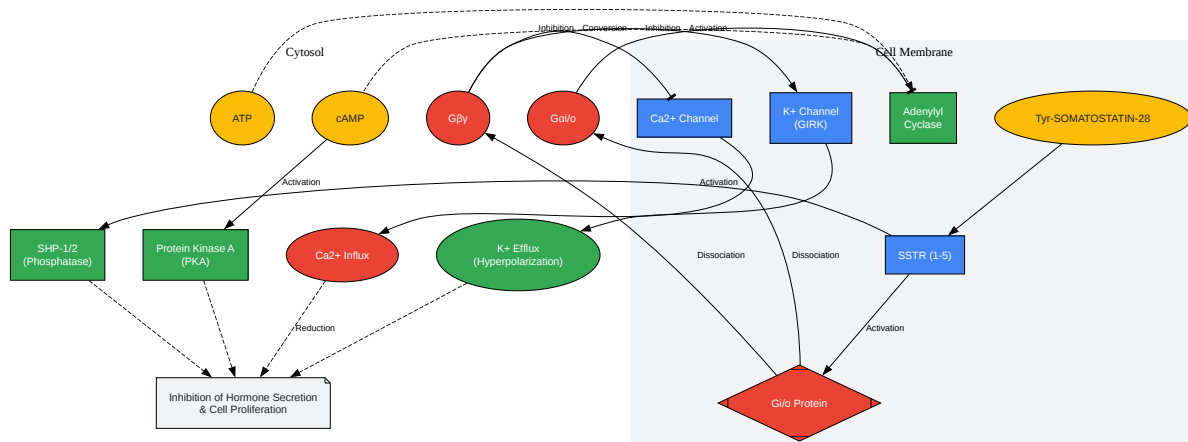 Inhibition
Conversion
Inhibition
Activation
Cytosol
Cell Membrane
ATP
cAMP
Gβγ
Gαi/o
Ca2+ Channel
K+ Channel
(GIRK)
Adenylyl
Cyclase
Tyr-SOMATOSTATIN-28
Activation
Activation
SHP-1/2
(Phosphatase)
Protein Kinase A
(PKA)
Ca2+ Influx
K+ Efflux
(Hyperpolarization)
Dissociation
Dissociation
SSTR (1-5)
Reduction
Activation
Inhibition of Hormone Secretion
& Cell Proliferation
Gi/o Protein